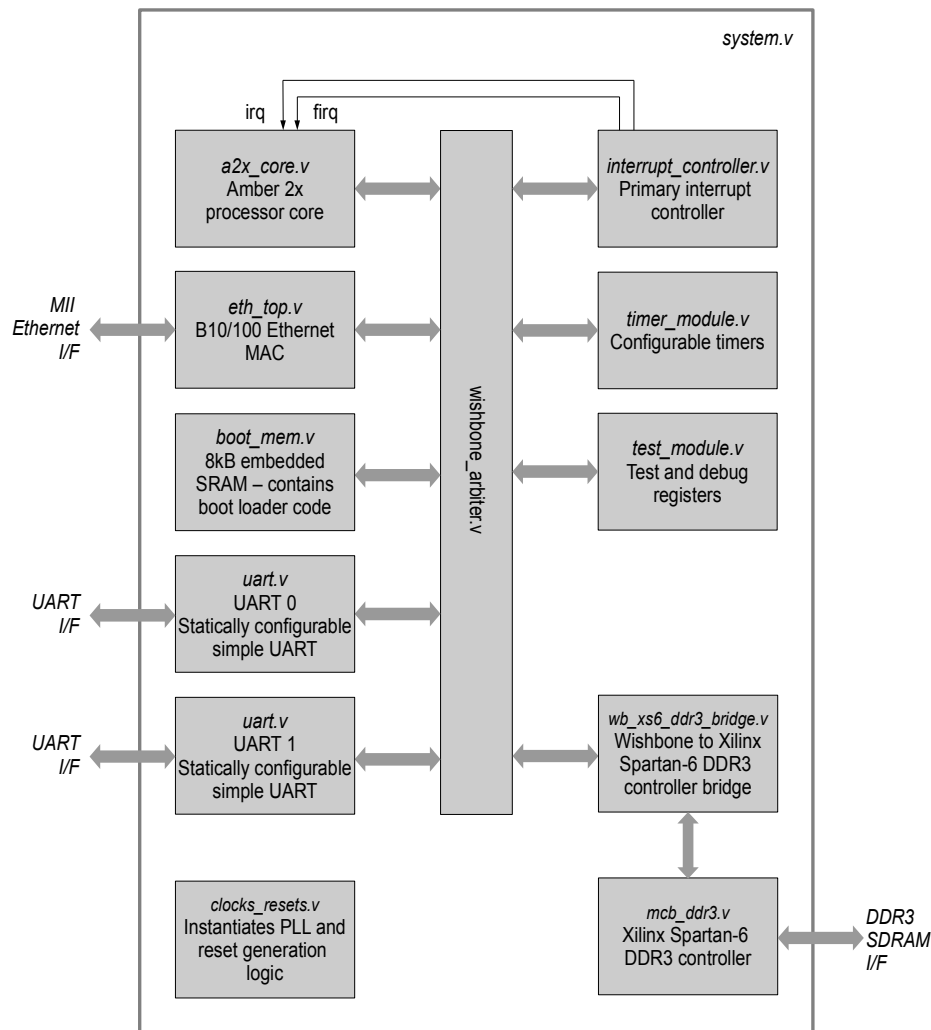 system.v
irq
firq
a2x_core.v
Amber 2x
processor core
interrupt_controller.v
Primary interrupt
controller
MII
Ethernet
I/F
eth_top.v
B10/100 Ethernet
MAC
timer_module.v
Configurable timers
wishbone_arbiter.v
boot_mem.v
8kB embedded
SRAM – contains
boot loader code
test_module.v
Test and debug
registers
UART
I/F
uart.v
UART 0
Statically configurable
simple UART
UART
I/F
uart.v
UART 1
Statically configurable
simple UART
wb_xs6_ddr3_bridge.v
Wishbone to Xilinx
Spartan-6 DDR3
controller bridge
clocks_resets.v
Instantiates PLL and
reset generation
logic
mcb_ddr3.v
Xilinx Spartan-6
DDR3 controller
DDR3
SDRAM
I/F